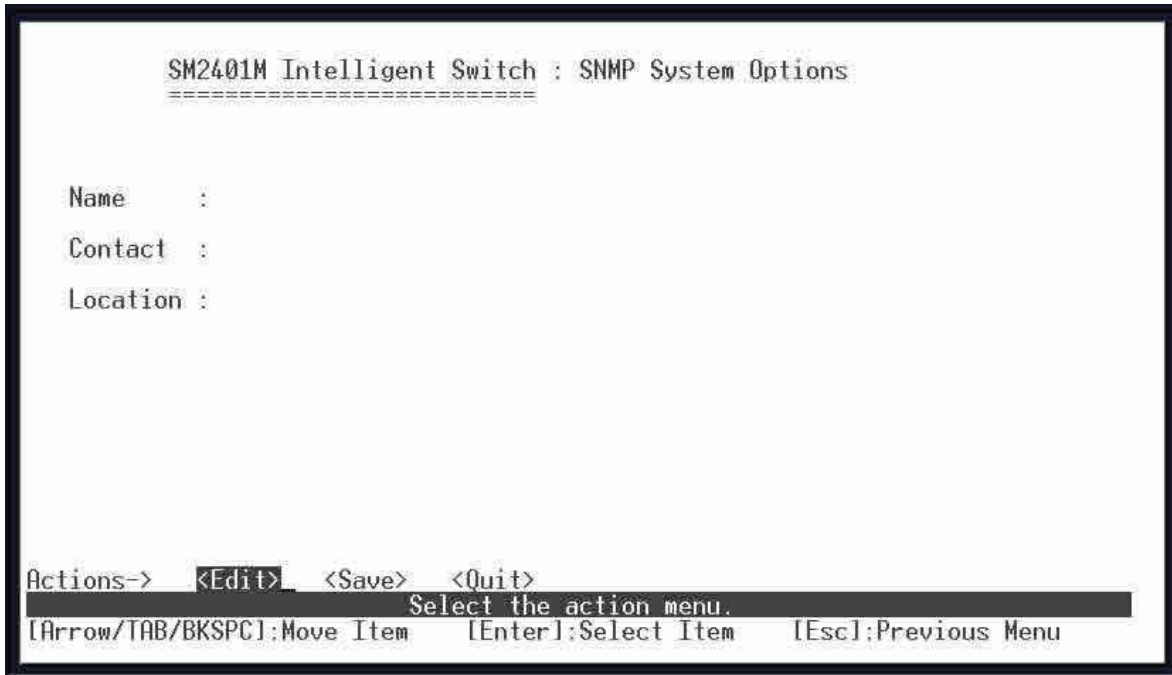 SM2401M Intelligent Switch : SNMP System Options
==========================
Name :
Contact :
Location :
Actions-> <Edit> <Save> <Quit>
Select the action menu.
[Arrow/TAB/BKSPC]:Move Item [Enter]:Select Item [Esc]:Previous Menu